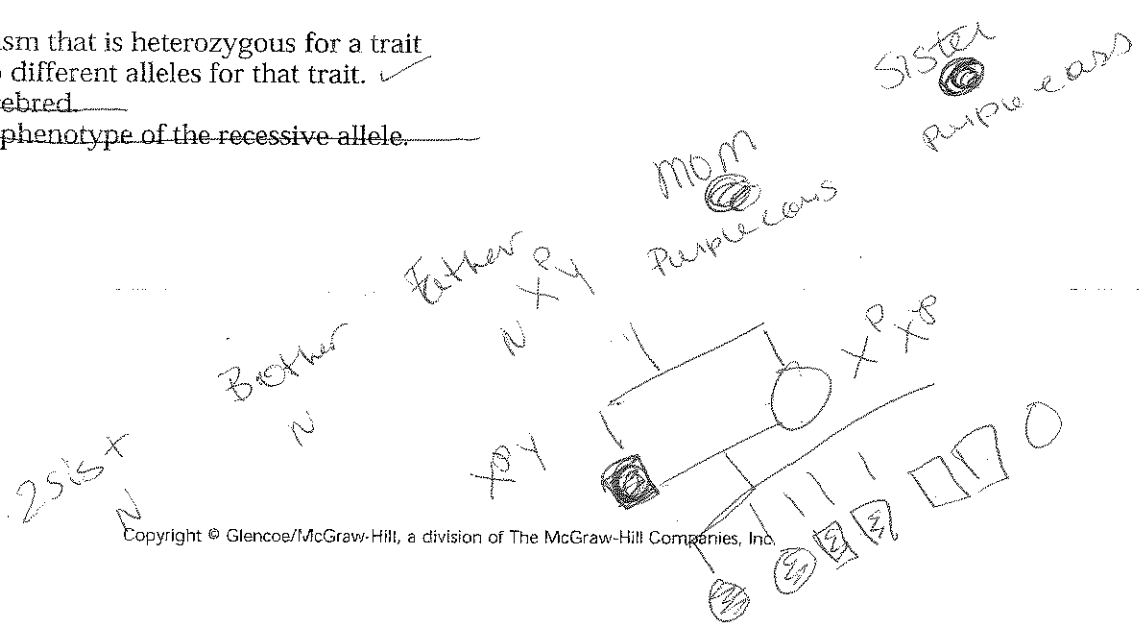 sm that is heterozygous for a trait
different alleles for that trait.
ebred.
phenotype of the recessive allele.
Sister
purple ears
Mom
Purple ears
Father
X^P Y
N
Brother
N
2 sis +
N
X^P Y
Copyright © Glencoe/McGraw-Hill, a division of The McGraw-Hill Companies, Inc.